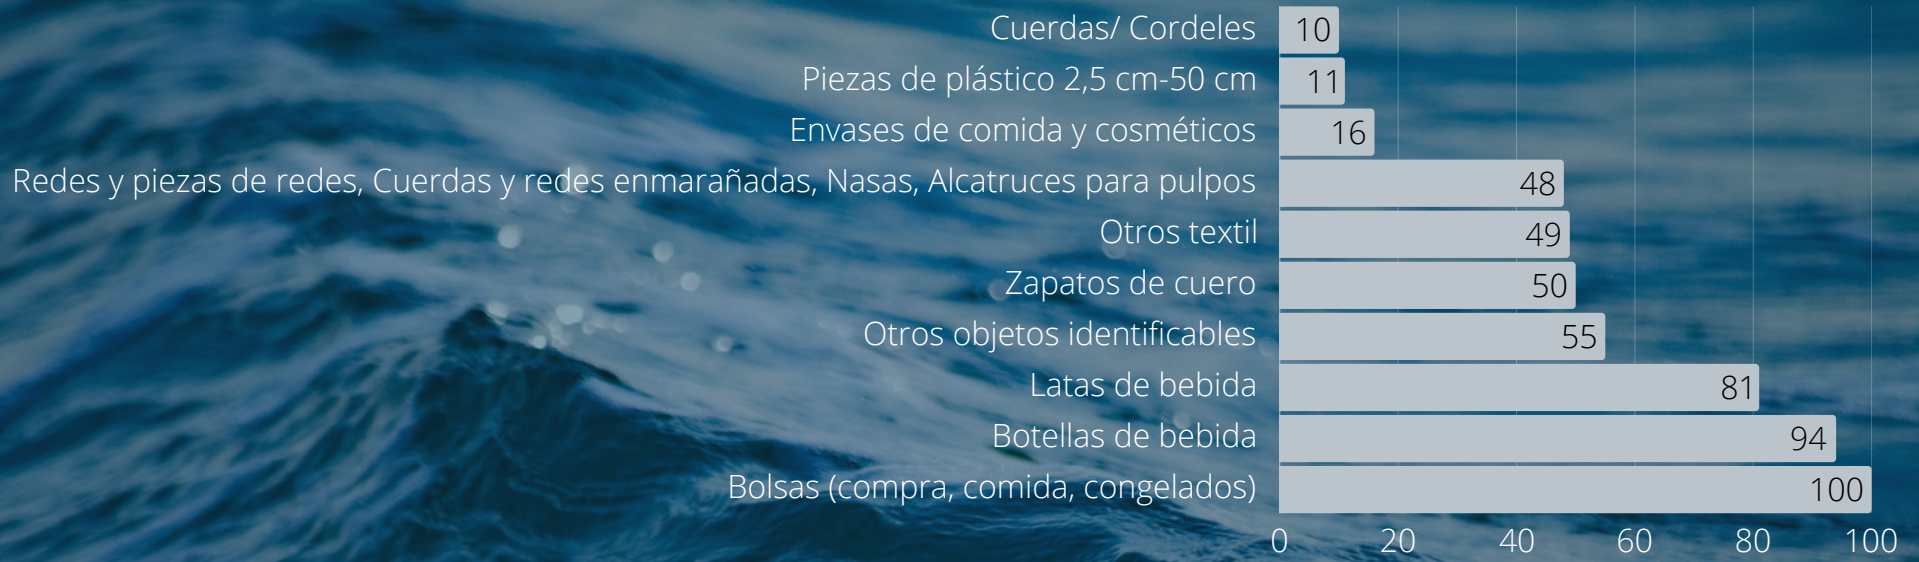 Cuerdas/ Cordeles 10
Piezas de plástico 2,5 cm-50 cm 11
Envases de comida y cosméticos 16
Redes y piezas de redes, Cuerdas y redes enmarañadas, Nasas, Alcatruces para pulpos 48
Otros textil 49
Zapatos de cuero 50
Otros objetos identificables 55
Latas de bebida 81
Botellas de bebida 94
Bolsas (compra, comida, congelados) 100
0 20 40 60 80 100